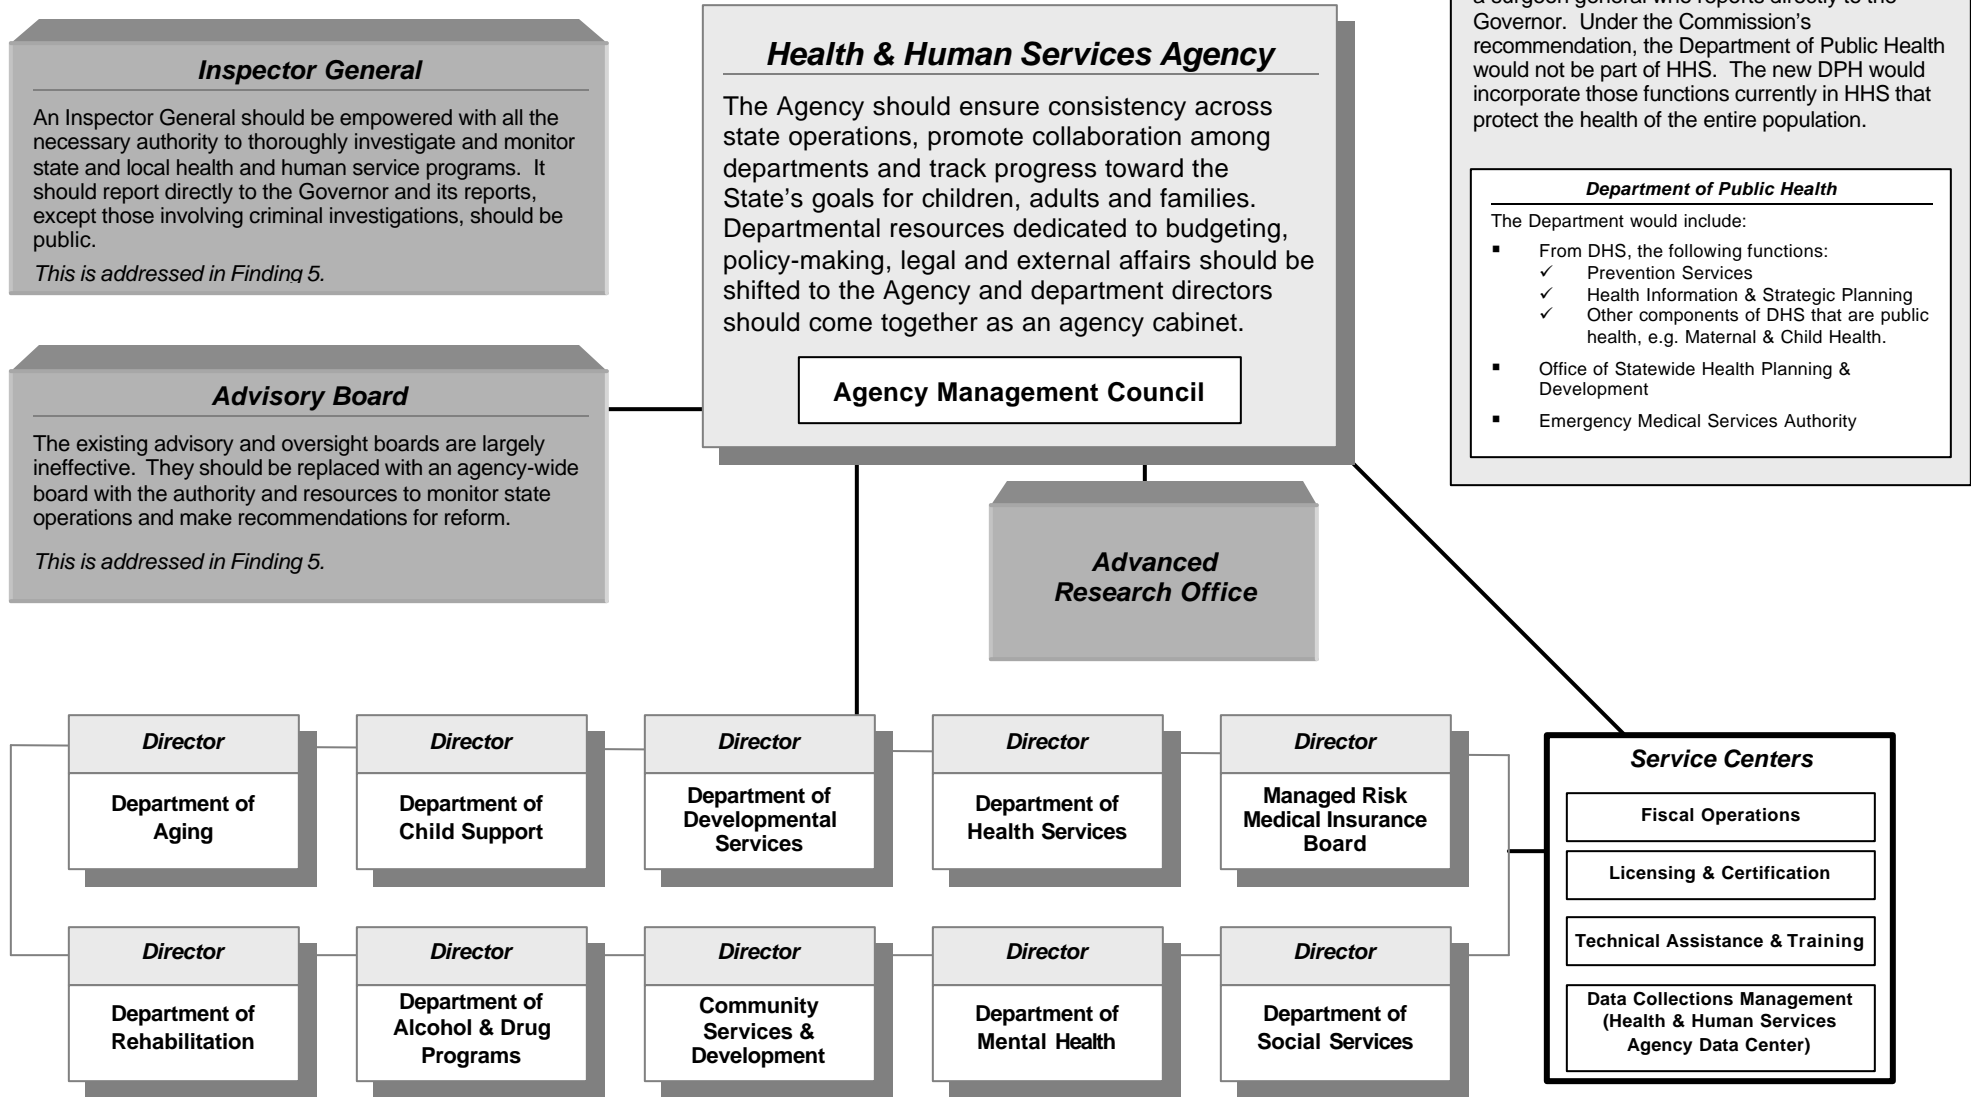 Inspector General
An Inspector General should be empowered with all the
necessary authority to thoroughly investigate and monitor
state and local health and human service programs.  It
should report directly to the Governor and its reports,
except those involving criminal investigations, should be
public.
This is addressed in Finding 5.
Advisory Board
The existing advisory and oversight boards are largely
ineffective.  They should be replaced with an agency-wide
board with the authority and resources to monitor state
operations and make recommendations for reform.
This is addressed in Finding 5.
Health & Human Services Agency
The Agency should ensure consistency across
state operations, promote collaboration among
departments and track progress toward the
State's goals for children, adults and families.
Departmental resources dedicated to budgeting,
policy-making, legal and external affairs should be
shifted to the Agency and department directors
should come together as an agency cabinet.
Agency Management Council
a surgeon general who reports directly to the
Governor.  Under the Commission's
recommendation, the Department of Public Health
would not be part of HHS.  The new DPH would
incorporate those functions currently in HHS that
protect the health of the entire population.
Department of Public Health
The Department would include:
▪ From DHS, the following functions:
✓ Prevention Services
✓ Health Information & Strategic Planning
✓ Other components of DHS that are public
health, e.g. Maternal & Child Health.
▪ Office of Statewide Health Planning &
Development
▪ Emergency Medical Services Authority
Advanced
Research Office
Director
Department of
Aging
Director
Department of
Child Support
Director
Department of
Developmental
Services
Director
Department of
Health Services
Director
Managed Risk
Medical Insurance
Board
Director
Department of
Rehabilitation
Director
Department of
Alcohol & Drug
Programs
Director
Community
Services &
Development
Director
Department of
Mental Health
Director
Department of
Social Services
Service Centers
Fiscal Operations
Licensing & Certification
Technical Assistance & Training
Data Collections Management
(Health & Human Services
Agency Data Center)